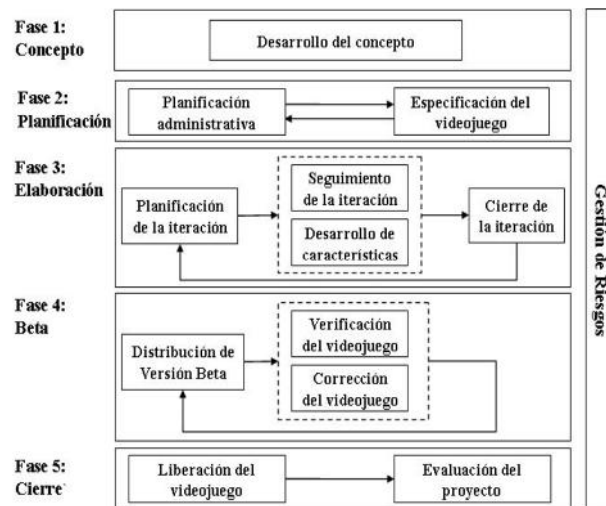 Fase 1:
Concepto
Desarrollo del concepto
Fase 2:
Planificación
Planificación
administrativa
Especificación del
videojuego
Fase 3:
Elaboración
Planificación
de la iteración
Seguimiento
de la iteración
Desarrollo de
características
Cierre de
la iteración
Fase 4:
Beta
Distribución de
Versión Beta
Verificación
del videojuego
Corrección
del videojuego
Fase 5:
Cierre
Liberación del
videojuego
Evaluación del
proyecto
Gestión de Riesgos